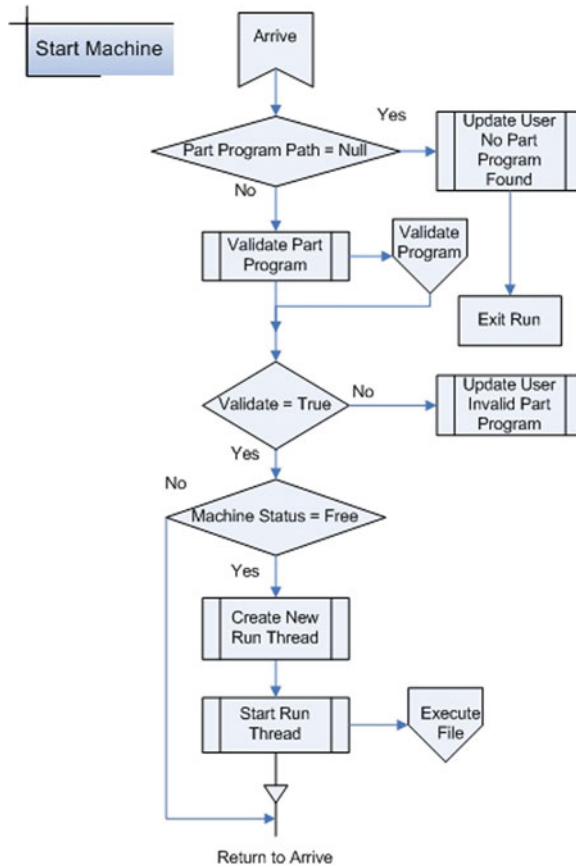 Start Machine
Arrive
Part Program Path = Null
Yes
Update User
No Part
Program
Found
No
Validate Part
Program
Validate
Program
Exit Run
Validate = True
No
Update User
Invalid Part
Program
Yes
No
Machine Status = Free
Yes
Create New
Run Thread
Start Run
Thread
Execute
File
Return to Arrive